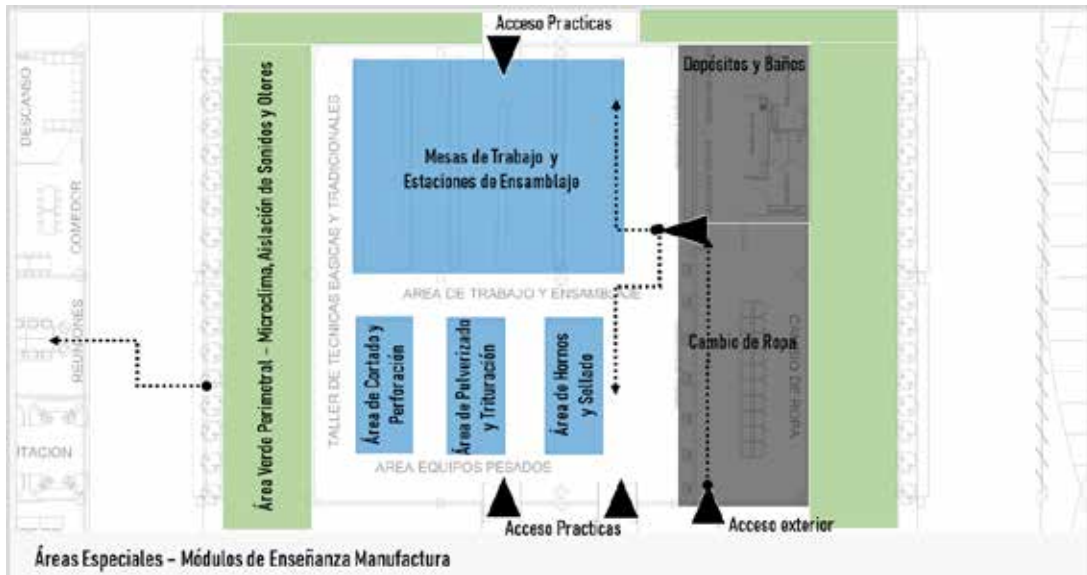 Acceso Practicas
Depósitos y Baños
DESCANSO
COMEDOR
REUNIONES
ITACION
Área Verde Perimetral – Microclima, Aislación de Sonidos y Olores
TALLER DE TECNICAS BASICAS Y TRADICIONALES
Mesas de Trabajo y
Estaciones de Ensamblaje
AREA DE TRABAJO Y ENSAMBLAJE
Área de Cortado y
Perforación
Área de Pulverizado
y Trituración
Área de Hornos
y Sellado
Cambio de Ropa
CAMBIO DE ROPA
AREA EQUIPOS PESADOS
Acceso Practicas
Acceso exterior
Áreas Especiales – Módulos de Enseñanza Manufactura